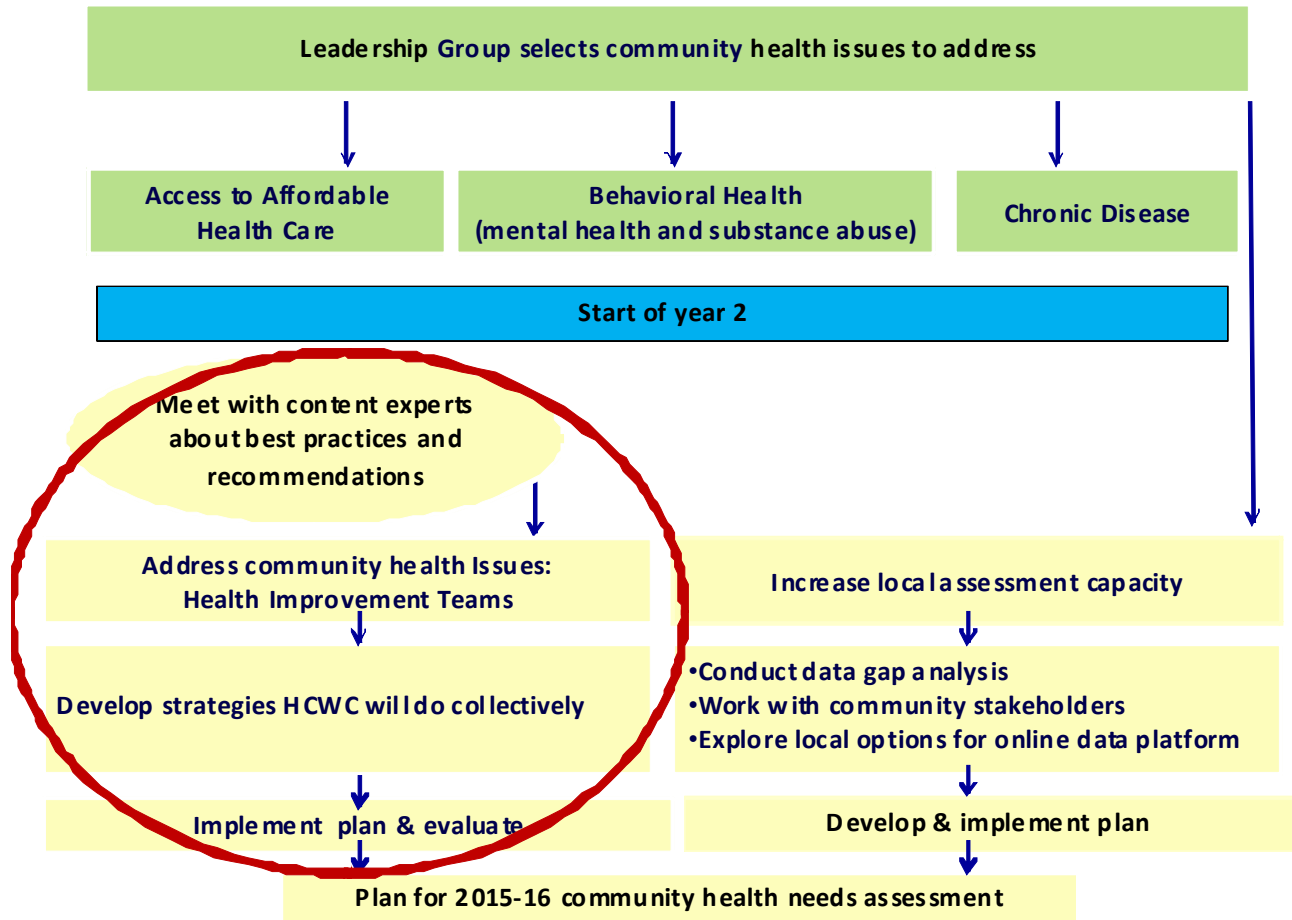 Leadership Group selects community health issues to address
Access to Affordable
Health Care
Behavioral Health
(mental health and substance abuse)
Chronic Disease
Start of year 2
Meet with content experts
about best practices and
recommendations
Address community health Issues:
Health Improvement Teams
Develop strategies HCWC will do collectively
Implement plan & evaluate
Increase local assessment capacity
•Conduct data gap analysis
•Work with community stakeholders
•Explore local options for online data platform
Develop & implement plan
Plan for 2015-16 community health needs assessment